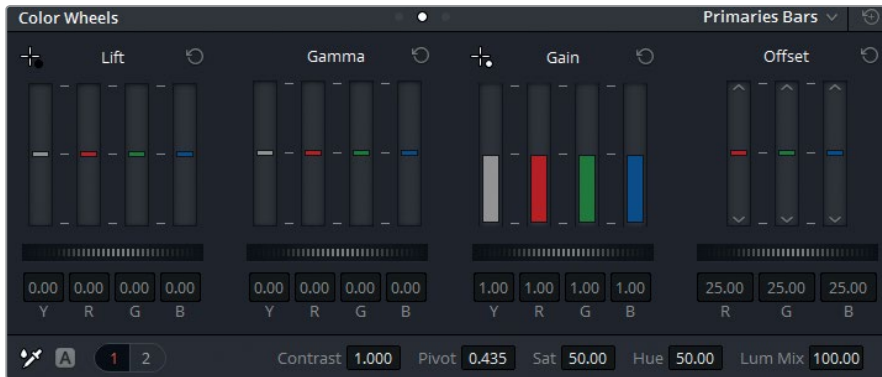 Color Wheels Primaries Bars
Lift Gamma Gain Offset
0.00 0.00 0.00 0.00 0.00 0.00 0.00 0.00 1.00 1.00 1.00 1.00 25.00 25.00 25.00
Y R G B Y R G B Y R G B R G B
A 1 2 Contrast 1.000 Pivot 0.435 Sat 50.00 Hue 50.00 Lum Mix 100.00